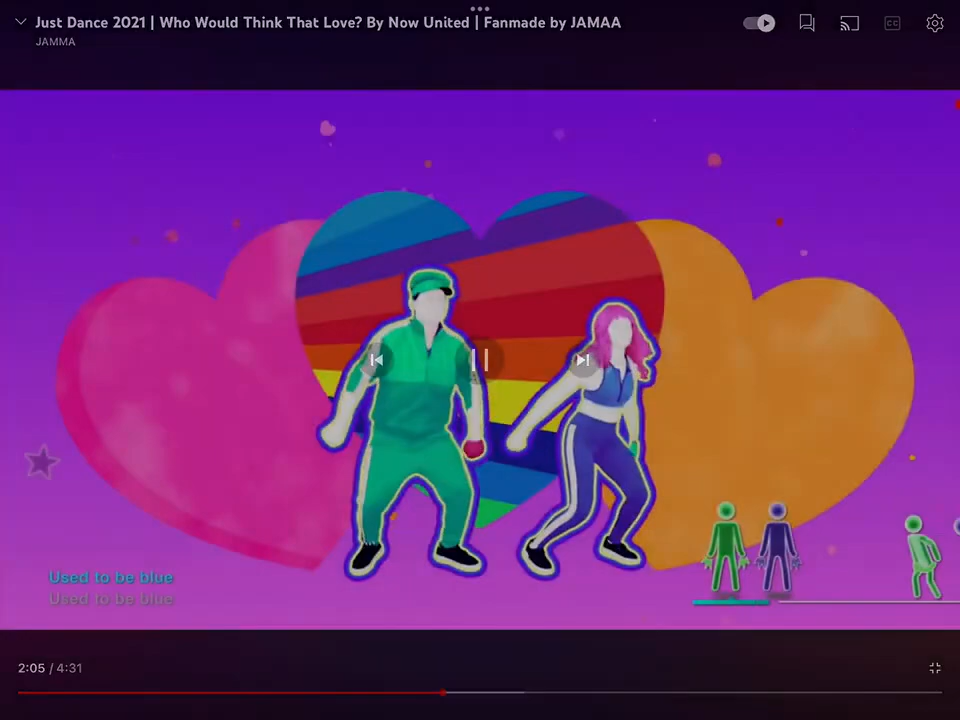 Just Dance 2021 | Who Would Think That Love? By Now United | Fanmade by JAMAA
JAMMA
CC
Used to be blue
Used to be blue
2:05 / 4:31